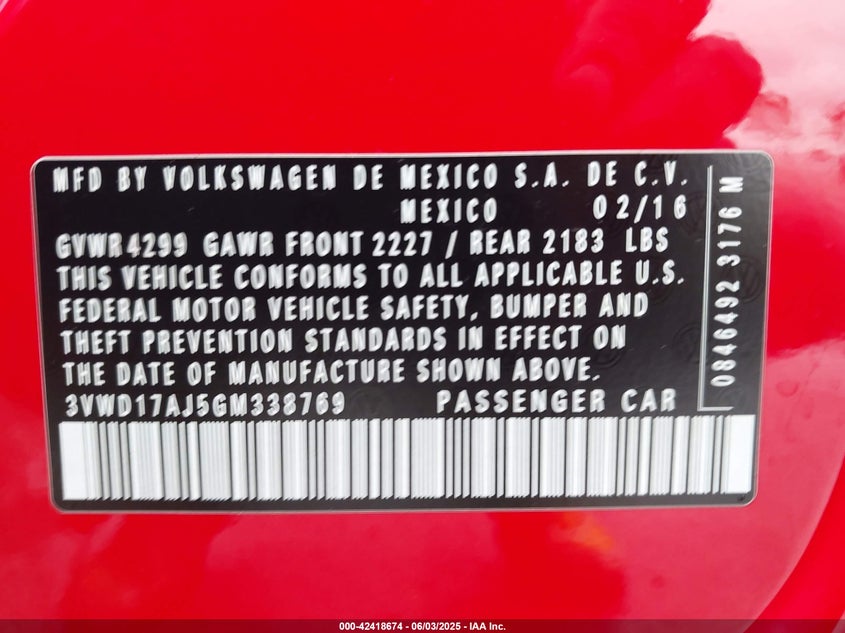 MFD BY VOLKSWAGEN DE MEXICO S.A. DE C.V.
MEXICO 02/16
GVWR 4299 GAWR FRONT 2227 / REAR 2183 LBS
THIS VEHICLE CONFORMS TO ALL APPLICABLE U.S.
FEDERAL MOTOR VEHICLE SAFETY, BUMPER AND
THEFT PREVENTION STANDARDS IN EFFECT ON
THE DATE OF MANUFACTURE SHOWN ABOVE.
3VWD17AJ5GM338769 PASSENGER CAR
0846492 3176 M
000-42418674 - 06/03/2025 - IAA Inc.